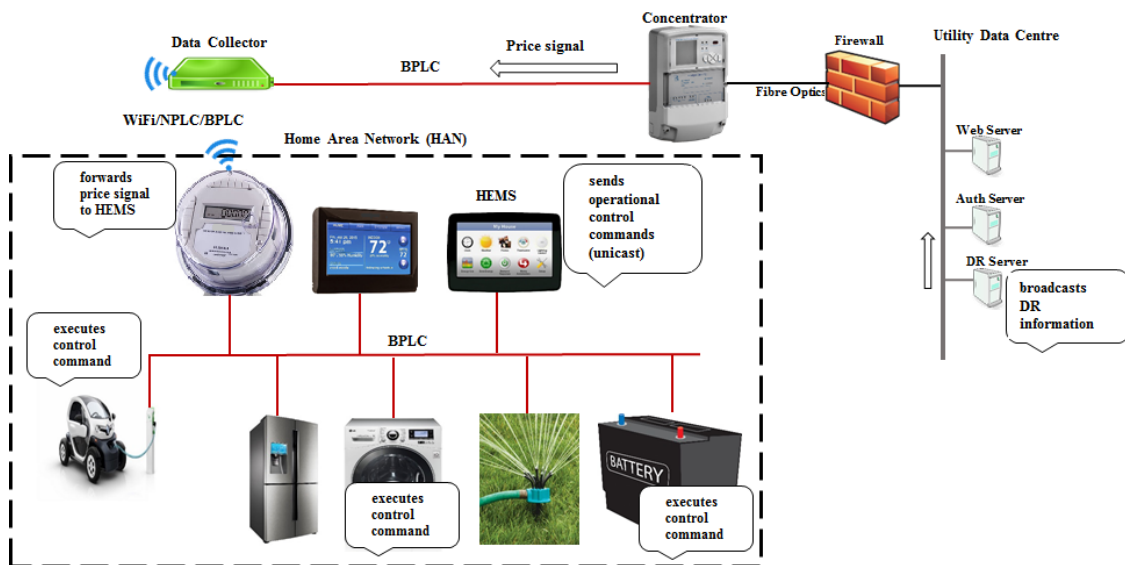 Concentrator
Data Collector
Price signal
Firewall
Utility Data Centre
BPLC
Fibre Optics
WiFi/NPLC/BPLC
Home Area Network (HAN)
Web Server
forwards
price signal
to HEMS
HEMS
sends
operational
control
commands
(unicast)
72°
My House
Auth Server
DR Server
broadcasts
DR
information
executes
control
command
BPLC
BATTERY
executes
control
command
executes
control
command